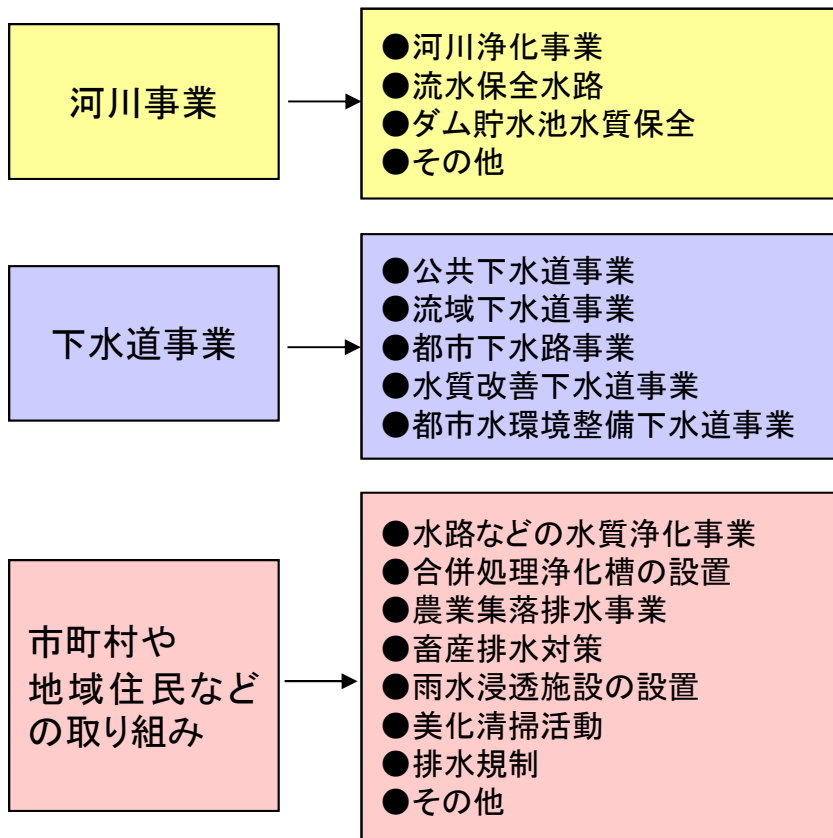 河川事業
●河川浄化事業
●流水保全水路
●ダム貯水池水質保全
●その他
下水道事業
●公共下水道事業
●流域下水道事業
●都市下水路事業
●水質改善下水道事業
●都市水環境整備下水道事業
市町村や
地域住民など
の取り組み
●水路などの水質浄化事業
●合併処理浄化槽の設置
●農業集落排水事業
●畜産排水対策
●雨水浸透施設の設置
●美化清掃活動
●排水規制
●その他